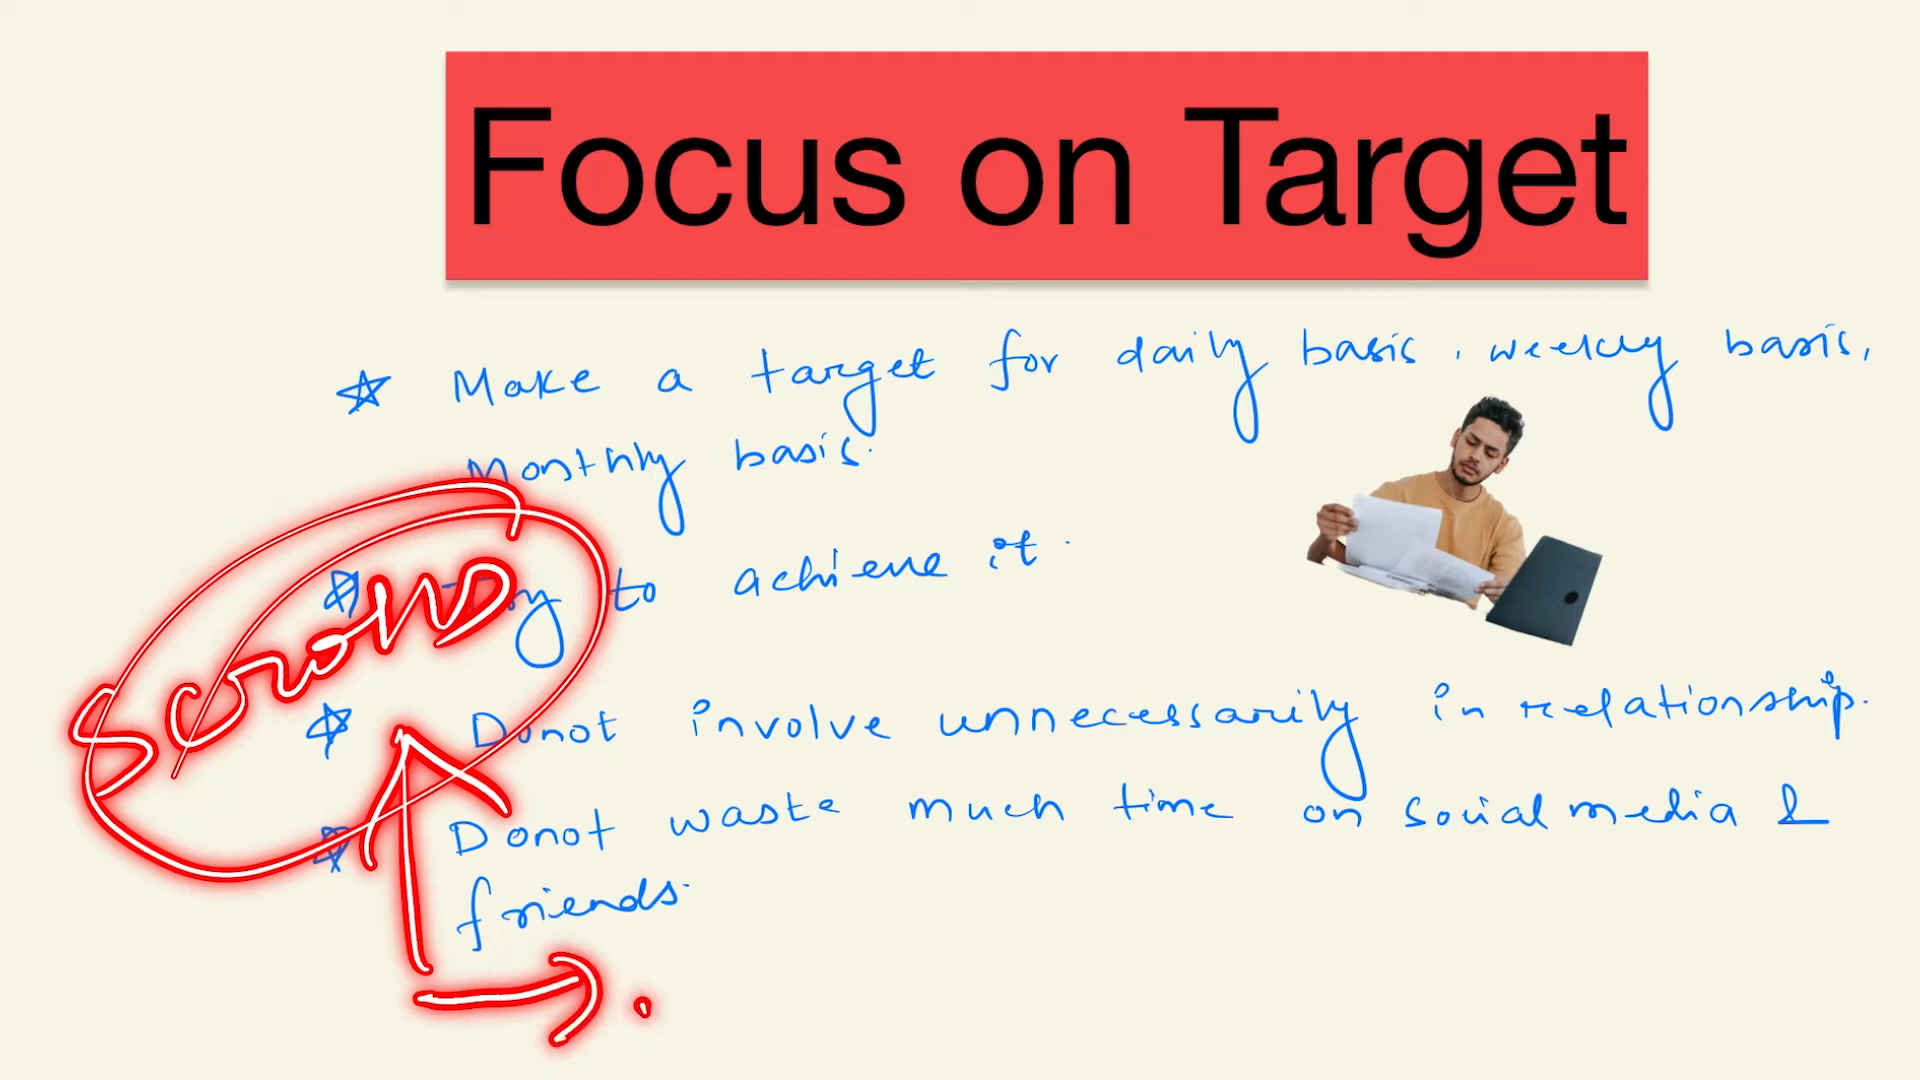 Focus on Target
☆ Make a target for daily basis, weekly basis,
Monthly basis.
☆ Try to achieve it.
☆ Donot involve unnecessarily in relationship.
☆ Donot waste much time on social media &
friends.